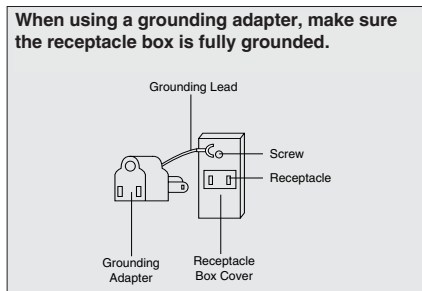 When using a grounding adapter, make sure
the receptacle box is fully grounded.
Grounding Lead
Screw
Receptacle
Grounding
Adapter
Receptacle
Box Cover